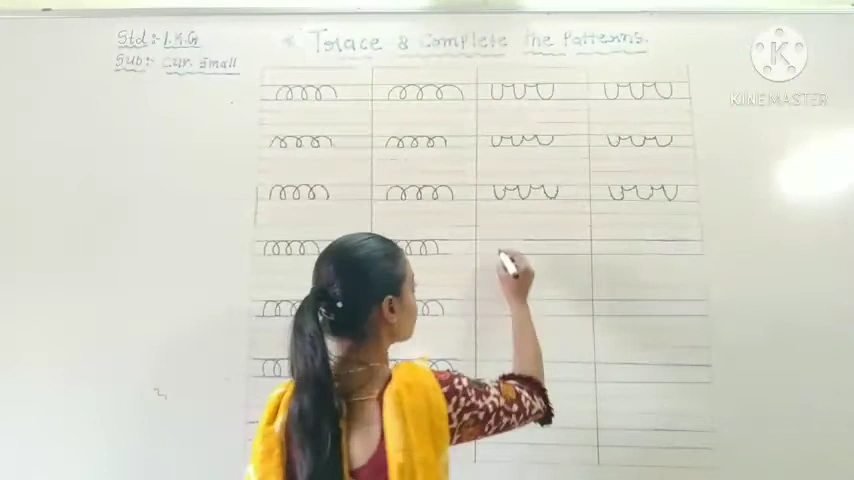 Std:- L.K.G
Sub:- Cur. Small
* Trace & Complete the Patterns.
K
KINEMASTER